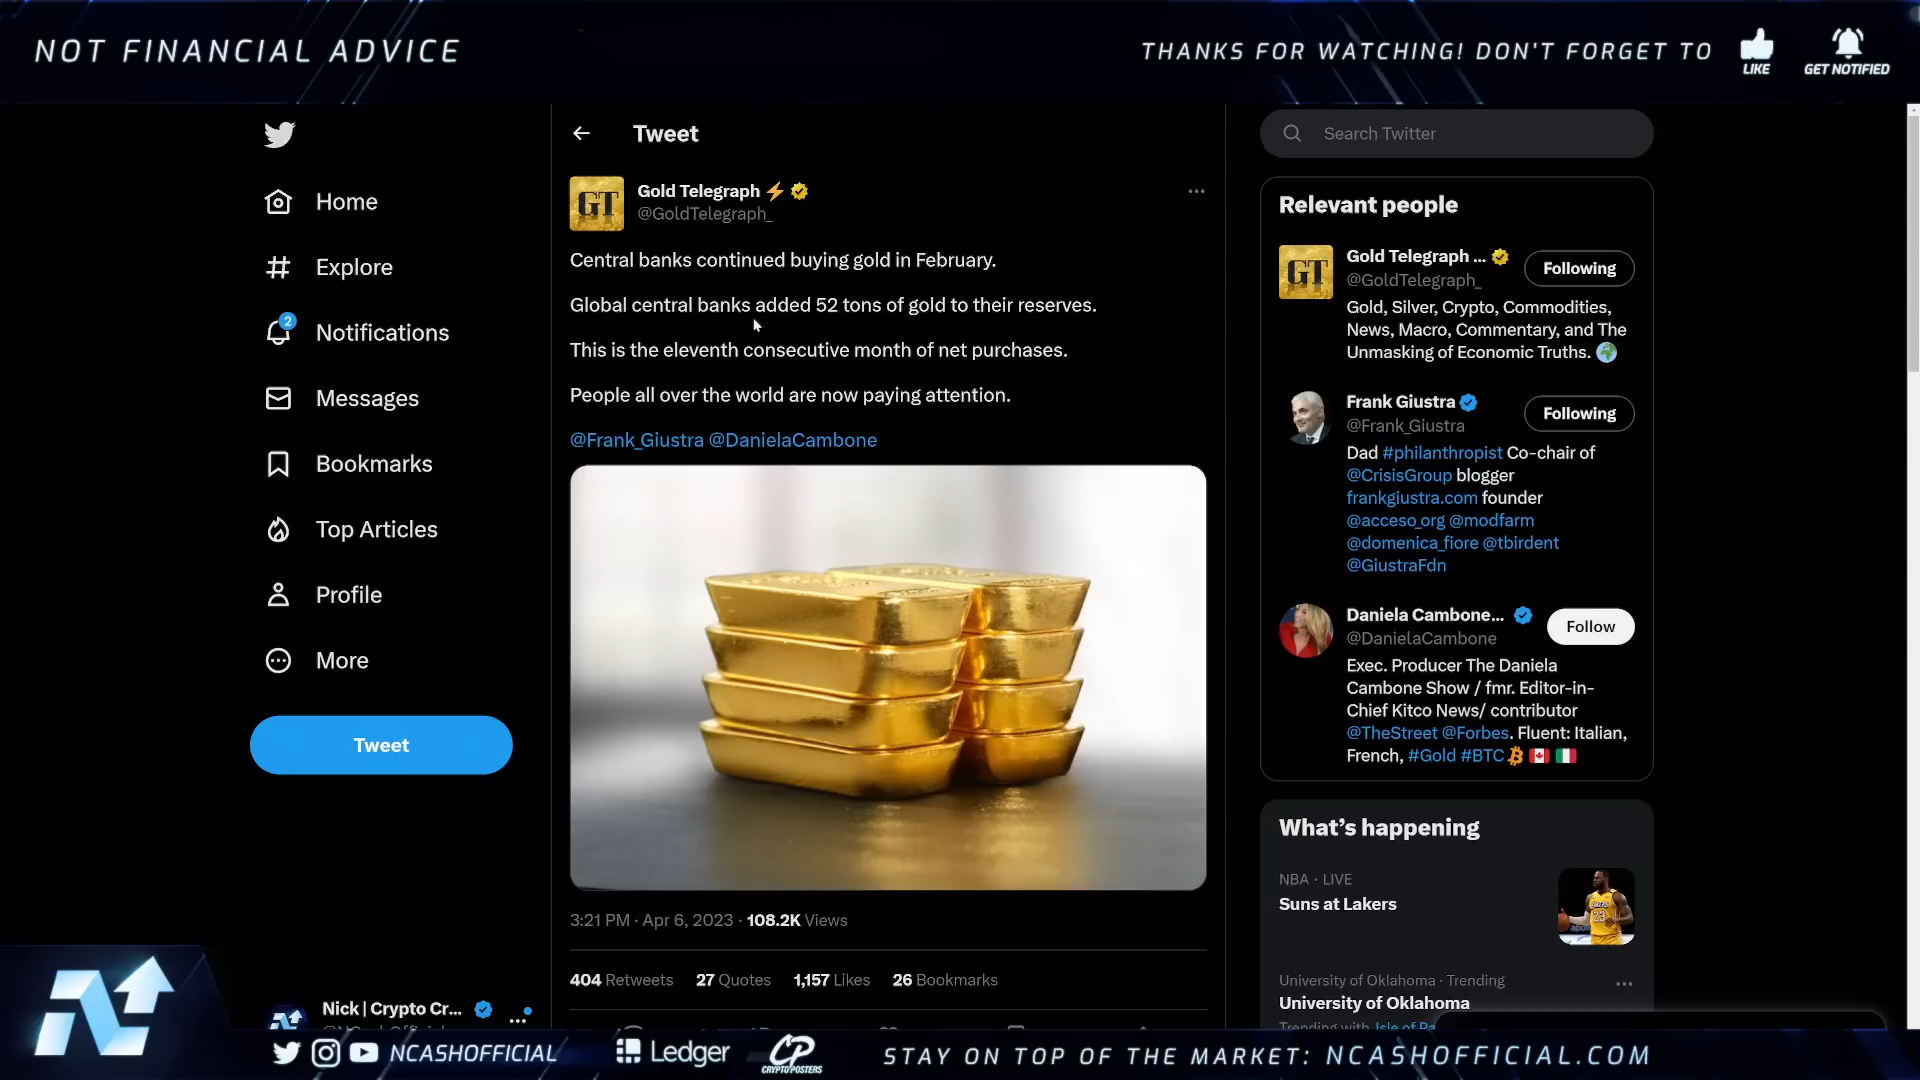 NOT FINANCIAL ADVICE
THANKS FOR WATCHING! DON'T FORGET TO
LIKE
GET NOTIFIED
Home
Explore
2
Notifications
Messages
Bookmarks
Top Articles
Profile
More
Tweet
Nick | Crypto Cr...
Tweet
GT
Gold Telegraph
@GoldTelegraph_
Central banks continued buying gold in February.
Global central banks added 52 tons of gold to their reserves.
This is the eleventh consecutive month of net purchases.
People all over the world are now paying attention.
@Frank_Giustra @DanielaCambone
3:21 PM · Apr 6, 2023 · 108.2K Views
404 Retweets 27 Quotes 1,157 Likes 26 Bookmarks
Search Twitter
Relevant people
GT
Gold Telegraph ...
@GoldTelegraph_
Following
Gold, Silver, Crypto, Commodities,
News, Macro, Commentary, and The
Unmasking of Economic Truths.
Frank Giustra
@Frank_Giustra
Following
Dad #philanthropist Co-chair of
@CrisisGroup blogger
frankgiustra.com founder
@acceso_org @modfarm
@domenica_fiore @tbirdent
@GiustraFdn
Daniela Cambone...
@DanielaCambone
Follow
Exec. Producer The Daniela
Cambone Show / fmr. Editor-in-
Chief Kitco News/ contributor
@TheStreet @Forbes. Fluent: Italian,
French, #Gold #BTC
What's happening
NBA · LIVE
Suns at Lakers
University of Oklahoma · Trending
University of Oklahoma
Trending with Isle of Pa
NCASHOFFICIAL
Ledger
CP
CRYPTOPOSTERS
STAY ON TOP OF THE MARKET: NCASHOFFICIAL.COM